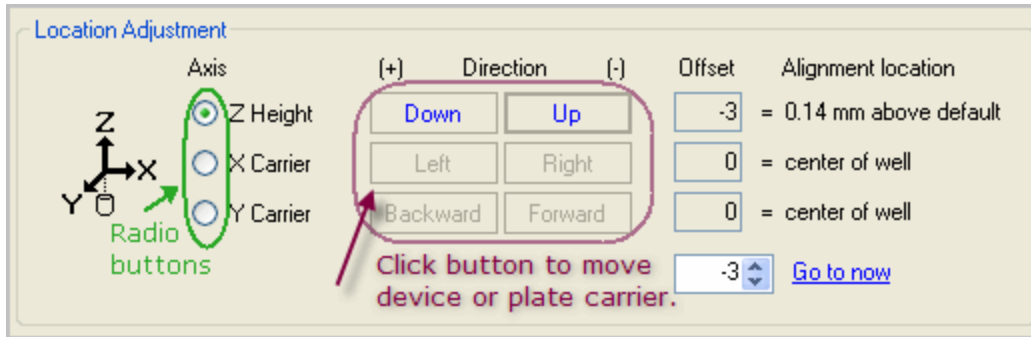 Location Adjustment
Axis (+) Direction (-) Offset Alignment location
Z Z Height Down Up -3 = 0.14 mm above default
X X Carrier Left Right 0 = center of well
Y Y Carrier Backward Forward 0 = center of well
Radio buttons
Click button to move
device or plate carrier.
-3 Go to now